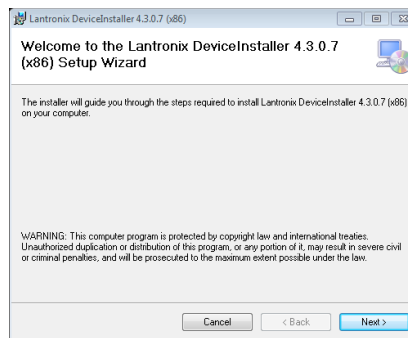 Lantronix DeviceInstaller 4.3.0.7 (x86)
Welcome to the Lantronix DeviceInstaller 4.3.0.7
(x86) Setup Wizard
The installer will guide you through the steps required to install Lantronix DeviceInstaller 4.3.0.7 (x86)
on your computer.
WARNING: This computer program is protected by copyright law and international treaties.
Unauthorized duplication or distribution of this program, or any portion of it, may result in severe civil
or criminal penalties, and will be prosecuted to the maximum extent possible under the law.
Cancel
< Back
Next >